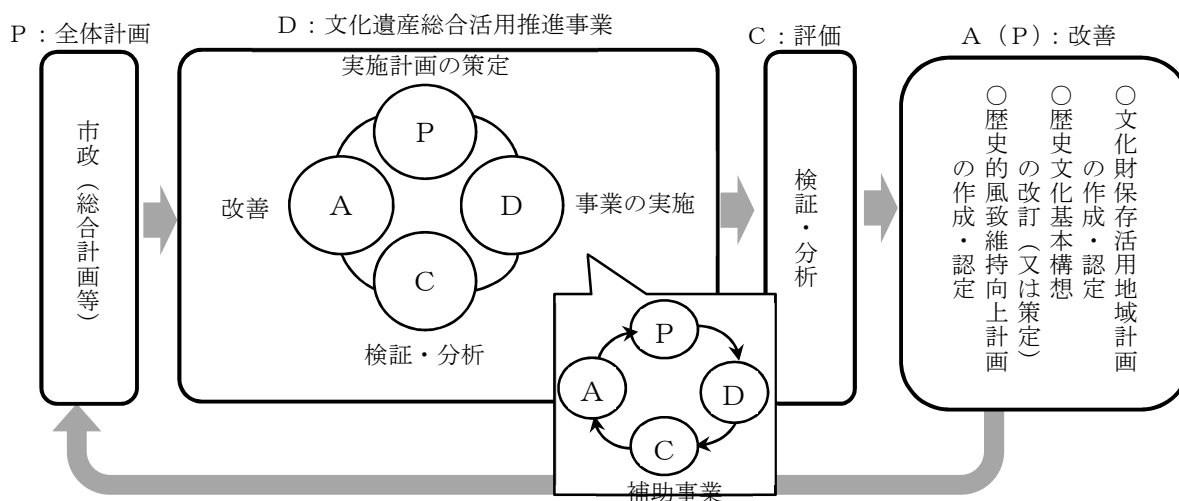 P：全体計画
市政（総合計画等）
D：文化遺産総合活用推進事業
実施計画の策定
P
A
D
C
改善
事業の実施
検証・分析
P
A
D
C
補助事業
C：評価
検証・分析
A（P）：改善
○文化財保存活用地域計画
の作成・認定
○歴史文化基本構想
の改訂（又は策定）
○歴史的風致維持向上計画
の作成・認定